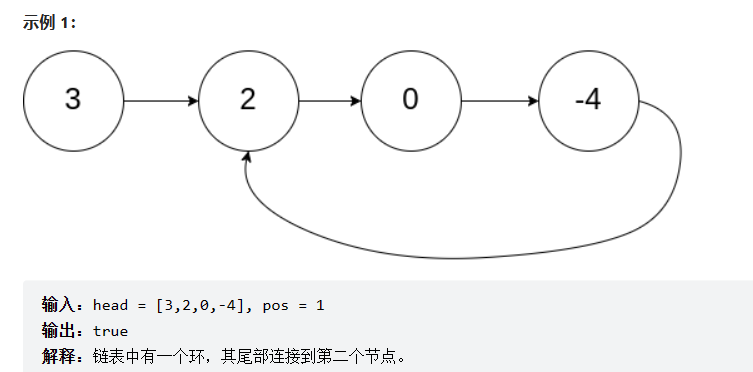 示例 1：
3 2 0 -4
输入：head = [3,2,0,-4], pos = 1
输出：true
解释：链表中有一个环，其尾部连接到第二个节点。